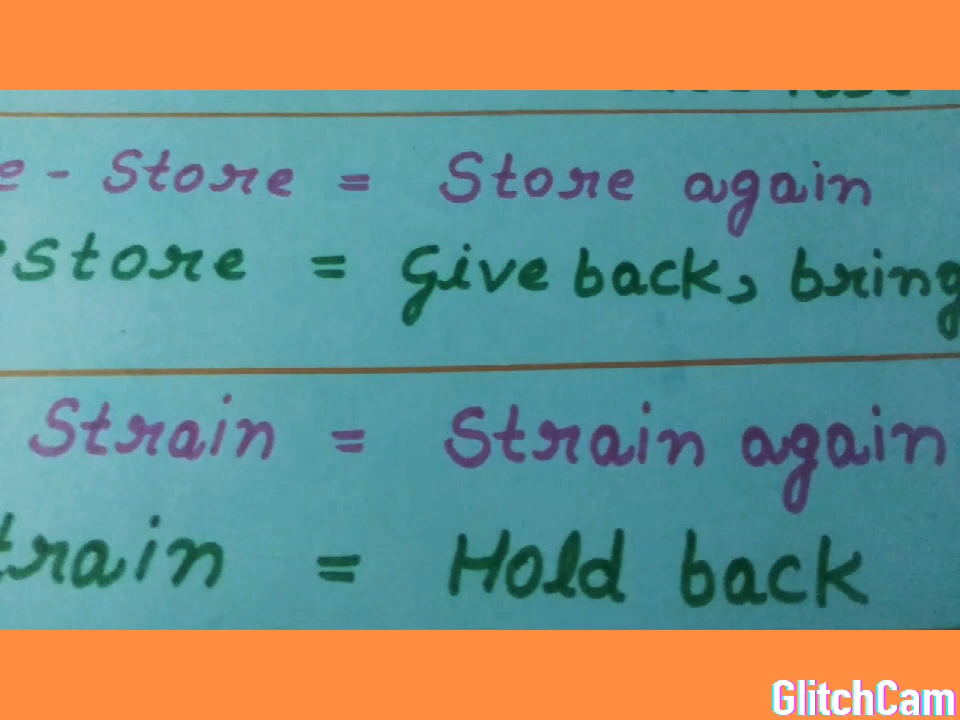 e - Store = Store again
store = Give back, bring
Strain = Strain again
train = Hold back
GlitchCam